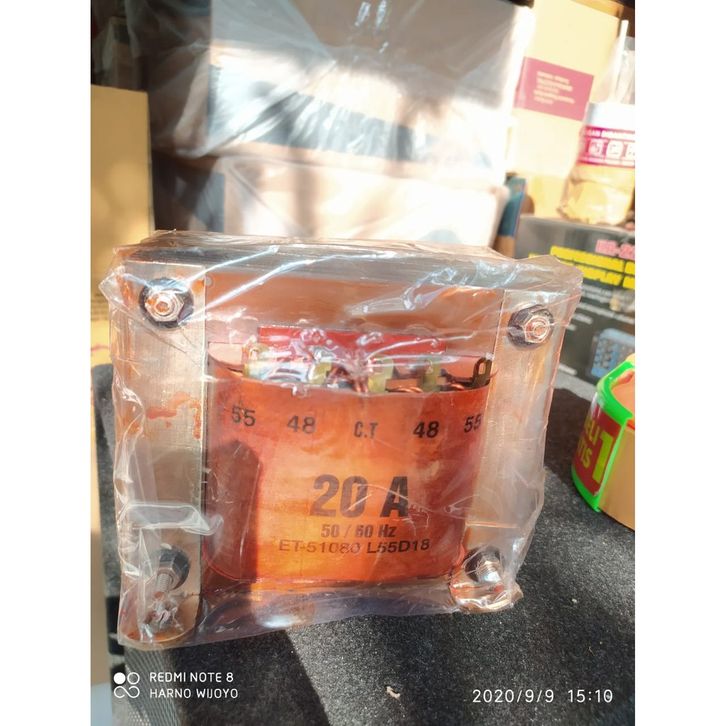 55 48 C.T 48 55
20 A
50 / 60 Hz
ET-51080 L55D18
REDMI NOTE 8
HARNO WIJOYO
2020/9/9 15:10